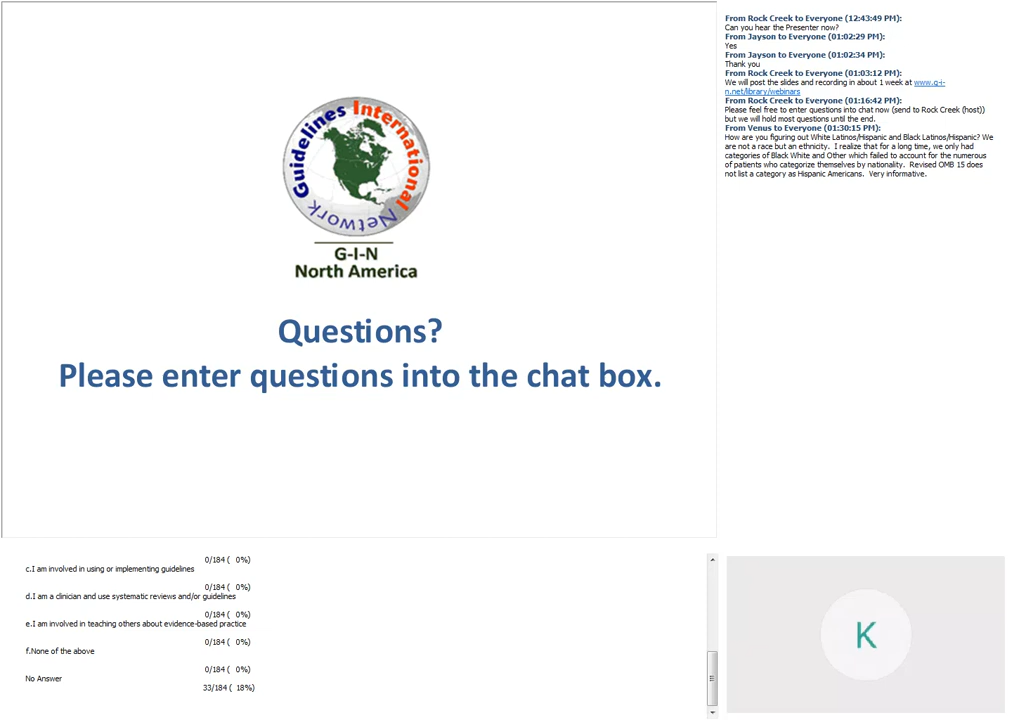 Guidelines International Network
G-I-N
North America
Questions?
Please enter questions into the chat box.
From Rock Creek to Everyone (12:43:49 PM):
Can you hear the Presenter now?
From Jayson to Everyone (01:02:29 PM):
Yes
From Jayson to Everyone (01:02:34 PM):
Thank you
From Rock Creek to Everyone (01:03:12 PM):
We will post the slides and recording in about 1 week at www.g-i-
n.net/library/webinars
From Rock Creek to Everyone (01:16:42 PM):
Please feel free to enter questions into chat now (send to Rock Creek (host))
but we will hold most questions until the end.
From Venus to Everyone (01:30:15 PM):
How are you figuring out White Latinos/Hispanic and Black Latinos/Hispanic? We
are not a race but an ethnicity.  I realize that for a long time, we only had
categories of Black White and Other which failed to account for the numerous
of patients who categorize themselves by nationality.  Revised OMB 15 does
not list a category as Hispanic Americans.  Very informative.
0/184 (  0%)
c.I am involved in using or implementing guidelines
0/184 (  0%)
d.I am a clinician and use systematic reviews and/or guidelines
0/184 (  0%)
e.I am involved in teaching others about evidence-based practice
0/184 (  0%)
f.None of the above
0/184 (  0%)
No Answer
33/184 (  18%)
K